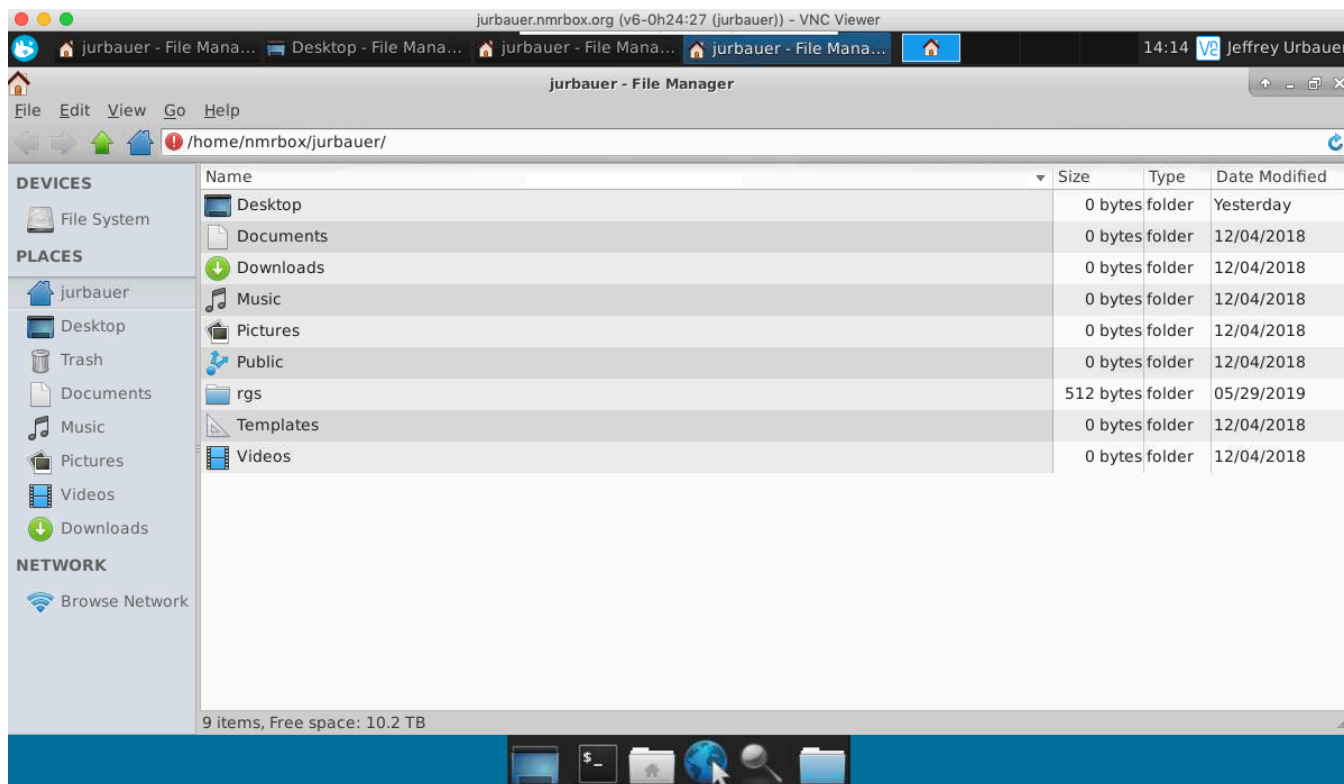 jurbauer.nmrbox.org (v6-0h24:27 (jurbauer)) - VNC Viewer
jurbauer - File Mana... Desktop - File Mana... jurbauer - File Mana... jurbauer - File Mana... 14:14 V2 Jeffrey Urbauer
jurbauer - File Manager
File Edit View Go Help
/home/nmrbox/jurbauer/
DEVICES
File System
PLACES
jurbauer
Desktop
Trash
Documents
Music
Pictures
Videos
Downloads
NETWORK
Browse Network
Name Size Type Date Modified
Desktop 0 bytes folder Yesterday
Documents 0 bytes folder 12/04/2018
Downloads 0 bytes folder 12/04/2018
Music 0 bytes folder 12/04/2018
Pictures 0 bytes folder 12/04/2018
Public 0 bytes folder 12/04/2018
rgs 512 bytes folder 05/29/2019
Templates 0 bytes folder 12/04/2018
Videos 0 bytes folder 12/04/2018
9 items, Free space: 10.2 TB
$_